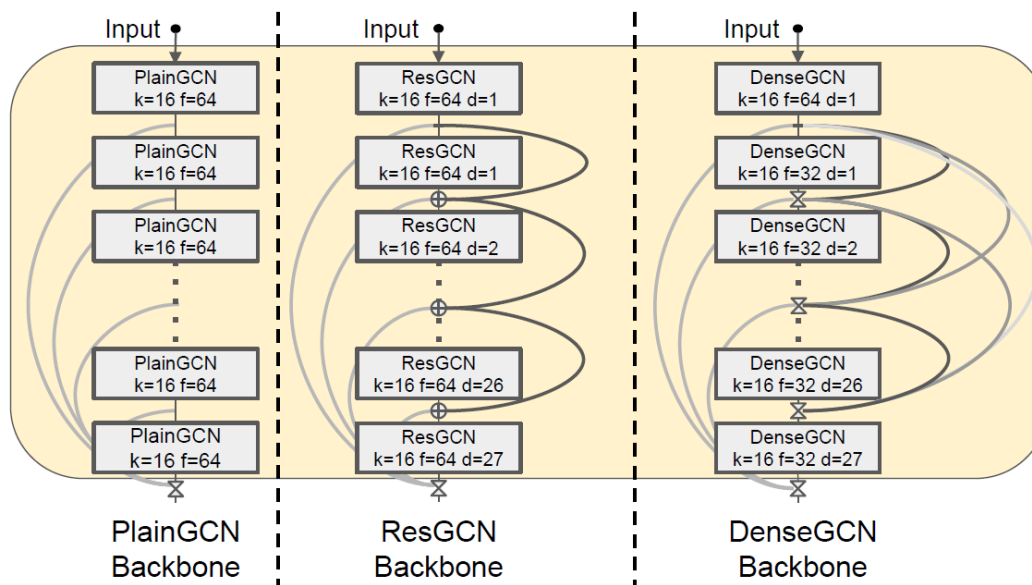 Input
PlainGCN
k=16 f=64
PlainGCN
k=16 f=64
PlainGCN
k=16 f=64
PlainGCN
k=16 f=64
PlainGCN
k=16 f=64
PlainGCN
Backbone
Input
ResGCN
k=16 f=64 d=1
ResGCN
k=16 f=64 d=1
ResGCN
k=16 f=64 d=2
ResGCN
k=16 f=64 d=26
ResGCN
k=16 f=64 d=27
ResGCN
Backbone
Input
DenseGCN
k=16 f=64 d=1
DenseGCN
k=16 f=32 d=1
DenseGCN
k=16 f=32 d=2
DenseGCN
k=16 f=32 d=26
DenseGCN
k=16 f=32 d=27
DenseGCN
Backbone